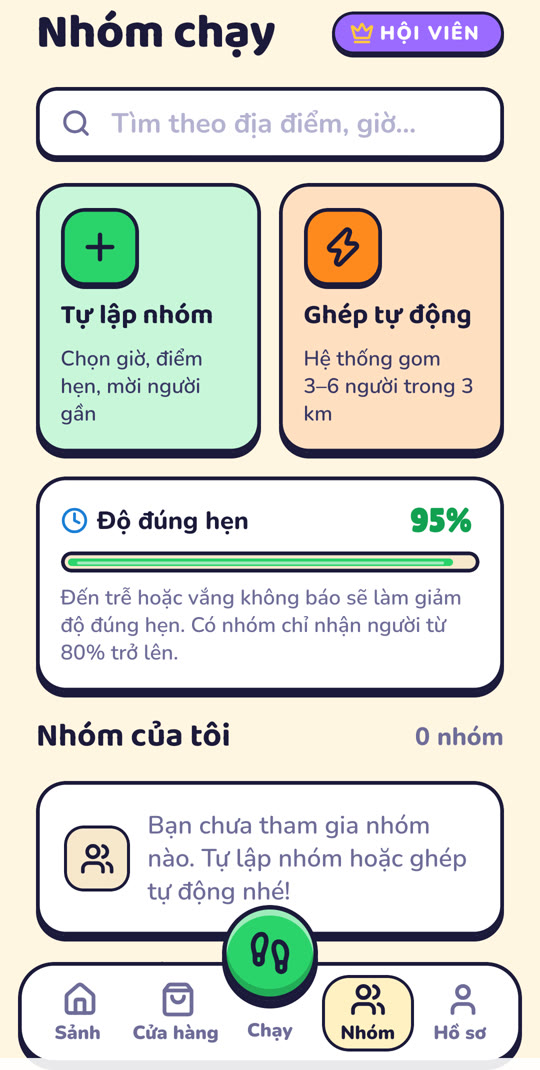 Nhóm chạy
HỘI VIÊN
Tìm theo địa điểm, giờ...
Tự lập nhóm
Chọn giờ, điểm
hẹn, mời người
gần
Ghép tự động
Hệ thống gom
3–6 người trong 3
km
Độ đúng hẹn
95%
Đến trễ hoặc vắng không báo sẽ làm giảm
độ đúng hẹn. Có nhóm chỉ nhận người từ
80% trở lên.
Nhóm của tôi
0 nhóm
Bạn chưa tham gia nhóm
nào. Tự lập nhóm hoặc ghép
tự động nhé!
Sảnh
Cửa hàng
Chạy
Nhóm
Hồ sơ